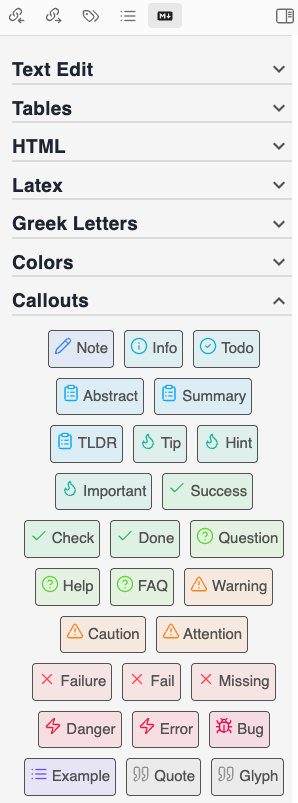 M↓
Text Edit
Tables
HTML
Latex
Greek Letters
Colors
Callouts
Note Info Todo
Abstract Summary
TLDR Tip Hint
Important Success
Check Done Question
Help FAQ Warning
Caution Attention
Failure Fail Missing
Danger Error Bug
Example Quote Glyph